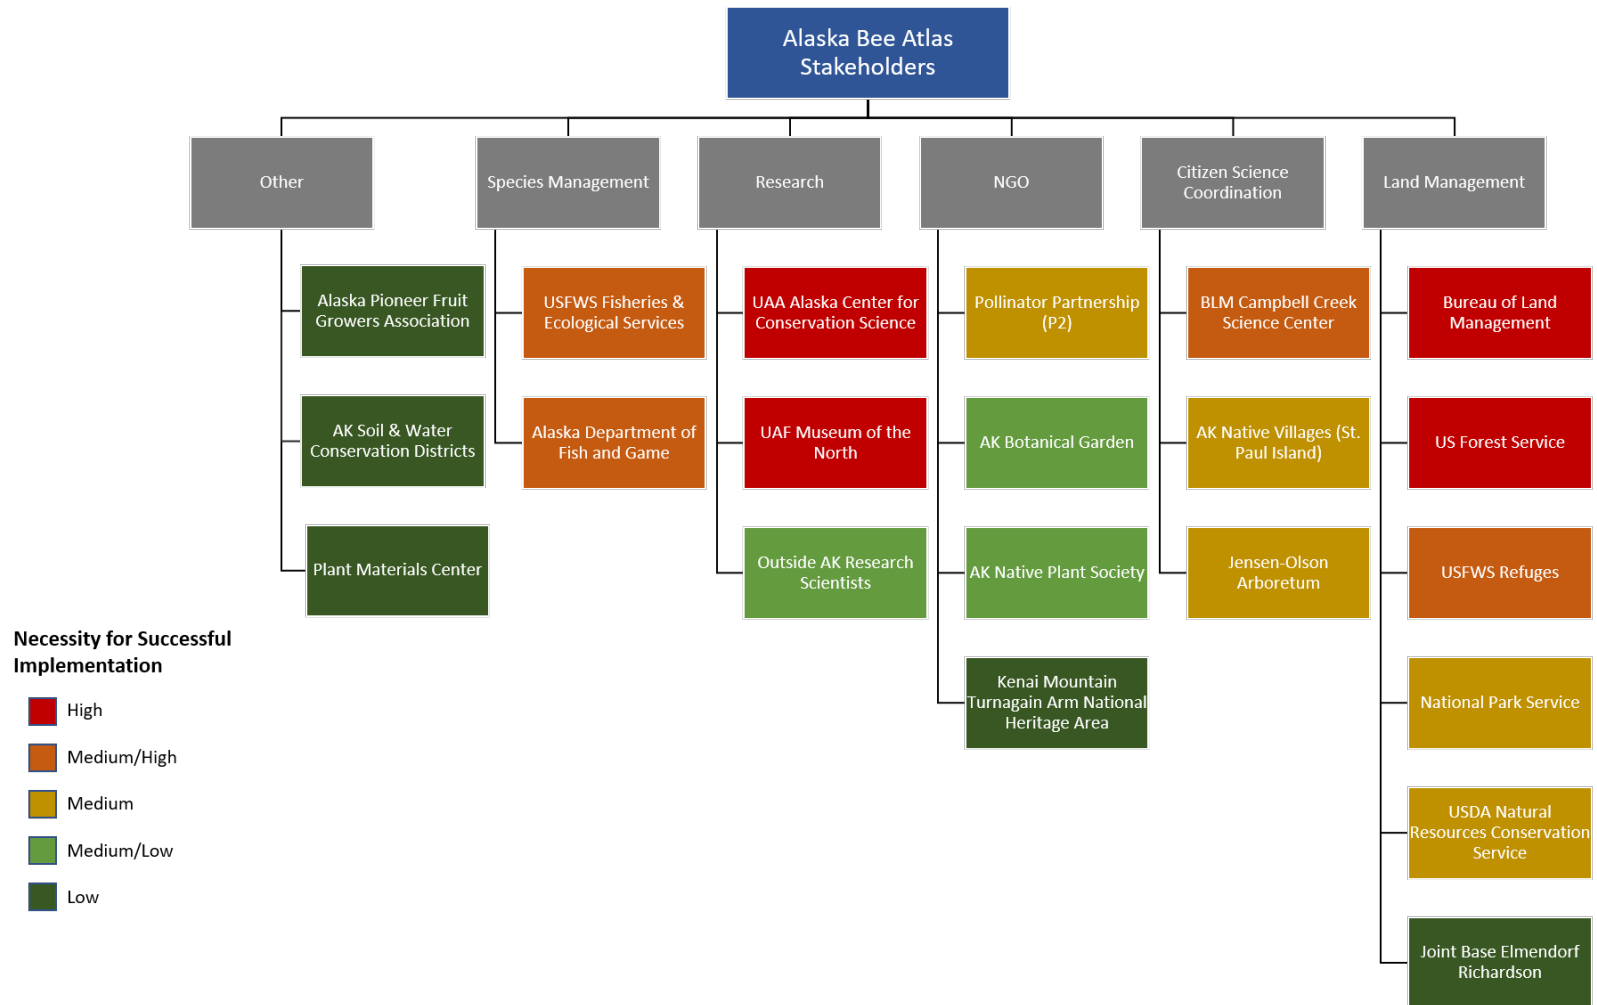 Alaska Bee Atlas
Stakeholders
Other
Species Management
Research
NGO
Citizen Science
Coordination
Land Management
Alaska Pioneer Fruit
Growers Association
AK Soil & Water
Conservation Districts
Plant Materials Center
USFWS Fisheries &
Ecological Services
Alaska Department of
Fish and Game
UAA Alaska Center for
Conservation Science
UAF Museum of the
North
Outside AK Research
Scientists
Pollinator Partnership
(P2)
AK Botanical Garden
AK Native Plant Society
Kenai Mountain
Turnagain Arm National
Heritage Area
BLM Campbell Creek
Science Center
AK Native Villages (St.
Paul Island)
Jensen-Olson
Arboretum
Bureau of Land
Management
US Forest Service
USFWS Refuges
National Park Service
USDA Natural
Resources Conservation
Service
Joint Base Elmendorf
Richardson
Necessity for Successful
Implementation
High
Medium/High
Medium
Medium/Low
Low